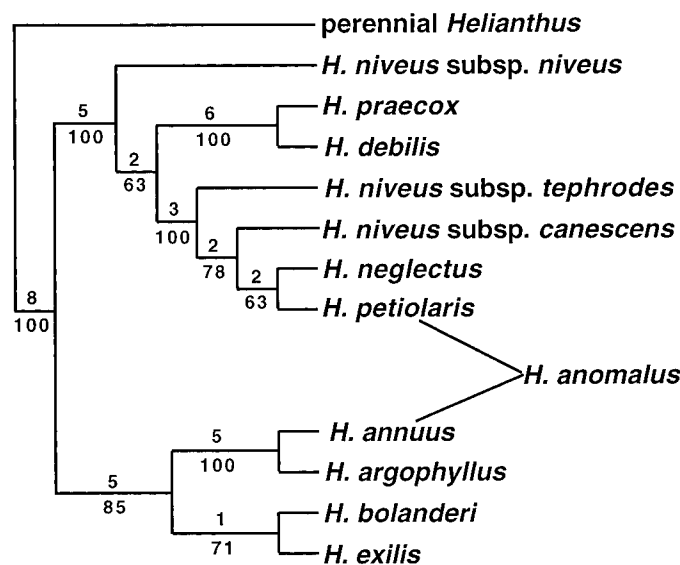 perennial Helianthus
H. niveus subsp. niveus
5
100
6
100
H. praecox
H. debilis
2
63
H. niveus subsp. tephrodes
3
100
H. niveus subsp. canescens
2
78
H. neglectus
2
63
H. petiolaris
8
100
H. anomalus
H. annuus
5
100
H. argophyllus
5
85
H. bolanderi
1
71
H. exilis